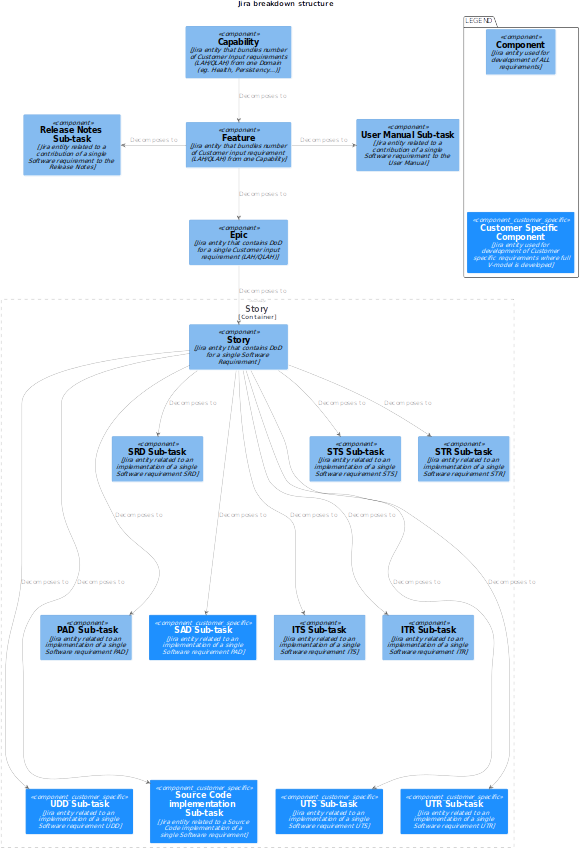 Jira breakdown structure
LEGEND
«component»
Component
[Jira entity used for
development of ALL
requirements]
«component_customer_specific»
Customer Specific
Component
[Jira entity used for
development of Customer
specific requirements where full
V-model is developed]
«component»
Capability
[Jira entity that bundles number
of Customer Input requirements
(LAH/QLAH) from one Domain
(eg. Health, Persistency...)]
Decomposes to
«component»
Release Notes
Sub-task
[Jira entity related to a
contribution of a single
Software requirement to the
Release Notes]
Decomposes to
«component»
Feature
[Jira entity that bundles number
of Customer input requirement
(LAH/QLAH) from one Capability]
Decomposes to
«component»
User Manual Sub-task
[Jira entity related to a
contribution of a single
Software requirement to the
User Manual]
Decomposes to
«component»
Epic
[Jira entity that contains DoD
for a single Customer input
requirement (LAH/QLAH)]
Decomposes to
Story
[Container]
«component»
Story
[Jira entity that contains DoD
for a single Software
Requirement]
Decomposes to
Decomposes to
Decomposes to
«component»
SRD Sub-task
[Jira entity related to an
implementation of a single
Software requirement SRD]
«component»
STS Sub-task
[Jira entity related to an
implementation of a single
Software requirement STS]
«component»
STR Sub-task
[Jira entity related to an
implementation of a single
Software requirement STR]
Decomposes to
Decomposes to
Decomposes to
Decomposes to
Decomposes to
Decomposes to
Decomposes to
Decomposes to
«component»
PAD Sub-task
[Jira entity related to an
implementation of a single
Software requirement PAD]
«component_customer_specific»
SAD Sub-task
[Jira entity related to an
implementation of a single
Software requirement PAD]
«component»
ITS Sub-task
[Jira entity related to an
implementation of a single
Software requirement ITS]
«component»
ITR Sub-task
[Jira entity related to an
implementation of a single
Software requirement ITR]
«component_customer_specific»
UDD Sub-task
[Jira entity related to an
implementation of a single
Software requirement UDD]
«component_customer_specific»
Source Code
implementation
Sub-task
[Jira entity related to a Source
Code implementation of a
single Software requirement]
«component_customer_specific»
UTS Sub-task
[Jira entity related to an
implementation of a single
Software requirement UTS]
«component_customer_specific»
UTR Sub-task
[Jira entity related to an
implementation of a single
Software requirement UTR]